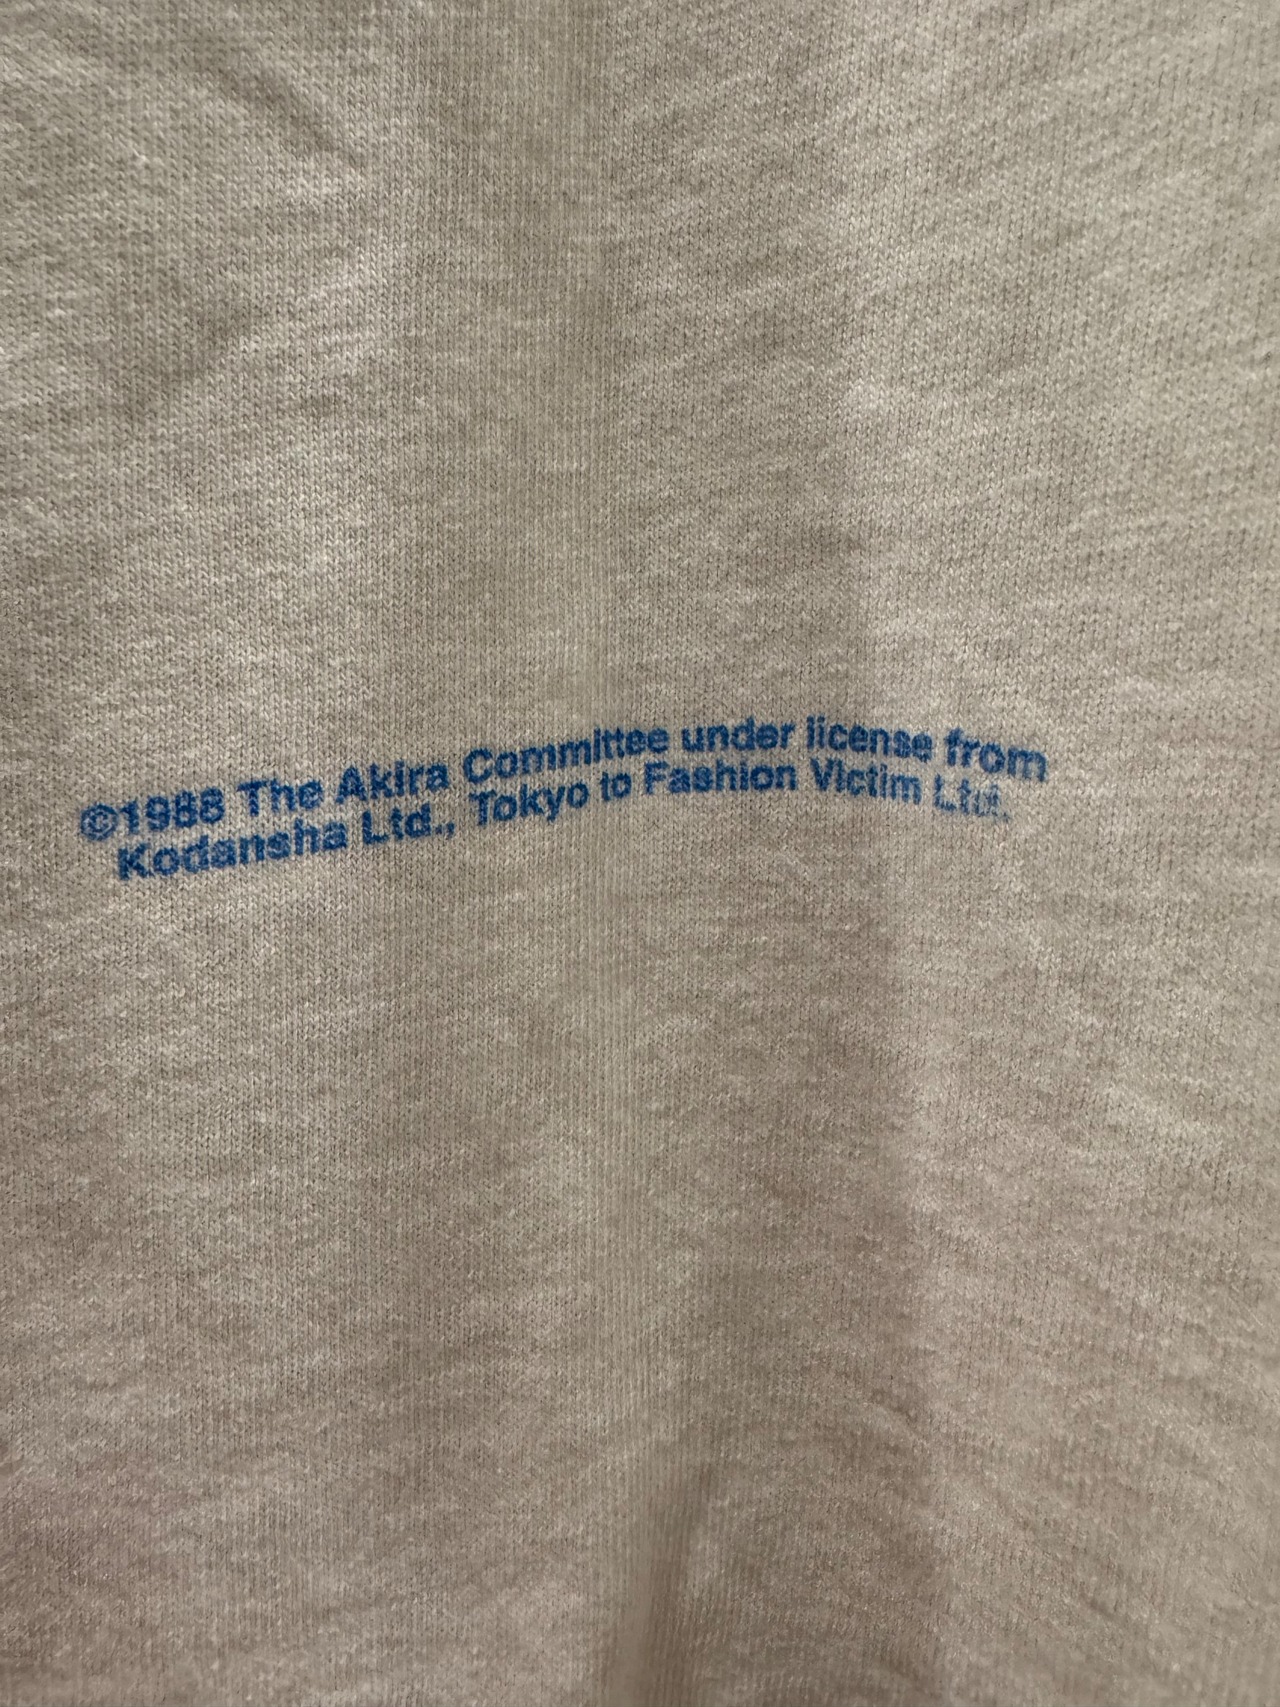 ©1988 The Akira Committee under license from
Kodansha Ltd., Tokyo to Fashion Victim Ltd.